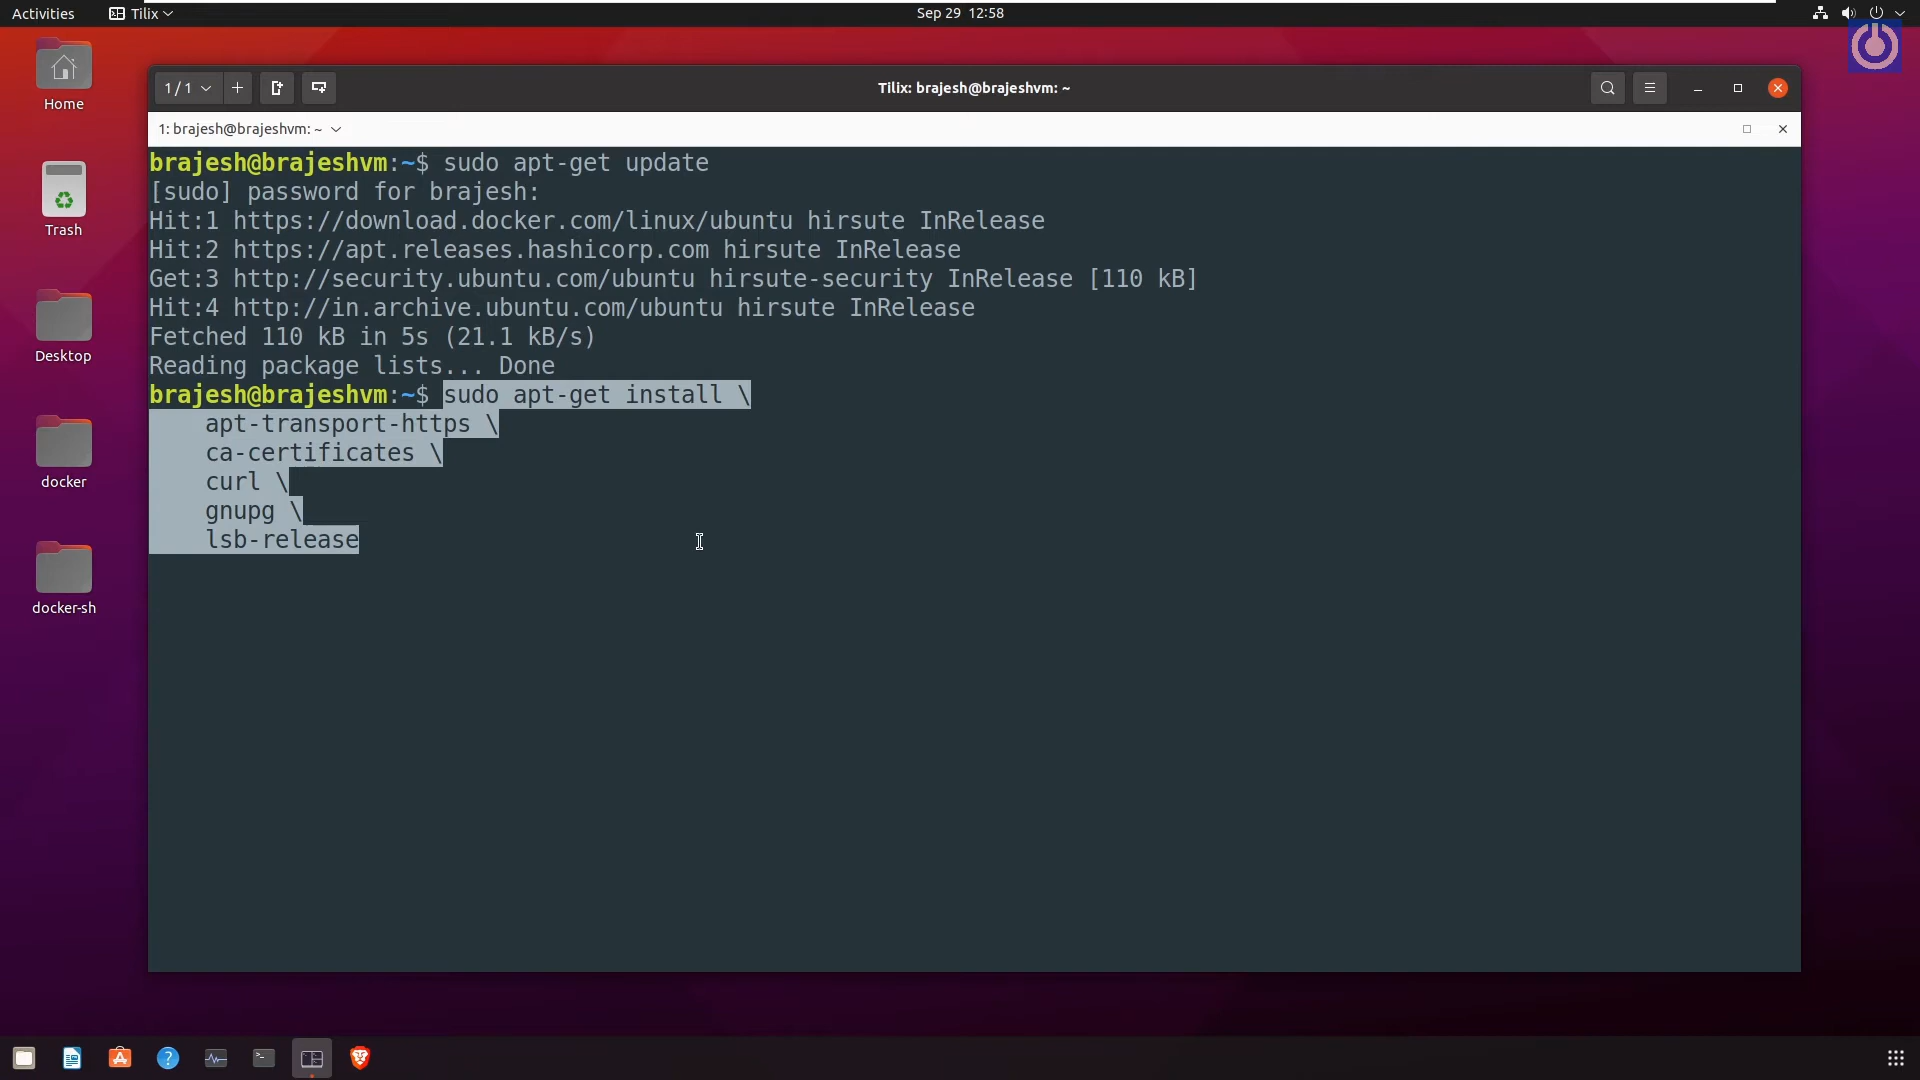 Activities Tilix Sep 29 12:58
Home
Trash
Desktop
docker
docker-sh
1 / 1 Tilix: brajesh@brajeshvm: ~
1: brajesh@brajeshvm: ~
brajesh@brajeshvm:~$ sudo apt-get update
[sudo] password for brajesh:
Hit:1 https://download.docker.com/linux/ubuntu hirsute InRelease
Hit:2 https://apt.releases.hashicorp.com hirsute InRelease
Get:3 http://security.ubuntu.com/ubuntu hirsute-security InRelease [110 kB]
Hit:4 http://in.archive.ubuntu.com/ubuntu hirsute InRelease
Fetched 110 kB in 5s (21.1 kB/s)
Reading package lists... Done
brajesh@brajeshvm:~$ sudo apt-get install \
    apt-transport-https \
    ca-certificates \
    curl \
    gnupg \
    lsb-release